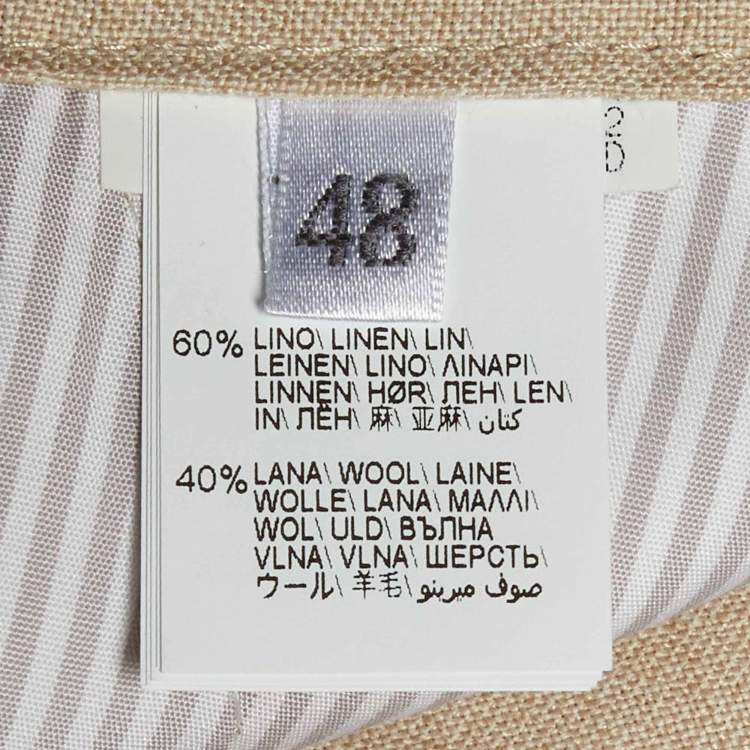 48
60% LINO\ LINEN\ LIN\
LEINEN\ LINO\ ΛΙΝΑΡΙ\
LINNEN\ HØR\ ЛЕН\ LEN\
IN\ ЛЁН\ 麻\ 亚麻\ كتان
40% LANA\ WOOL\ LAINE\
WOLLE\ LANA\ ΜΑΛΛΙ\
WOL\ ULD\ ВЪЛНА
VLNA\ VLNA\ ШЕРСТЬ\
ウール\ 羊毛\ صوف ميرينو